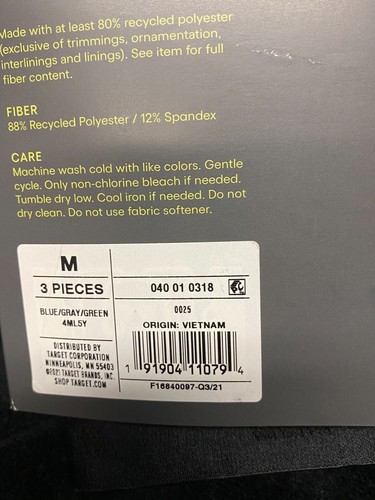 Made with at least 80% recycled polyester
(exclusive of trimmings, ornamentation,
interlinings and linings). See item for full
fiber content.
FIBER
88% Recycled Polyester / 12% Spandex
CARE
Machine wash cold with like colors. Gentle
cycle. Only non-chlorine bleach if needed.
Tumble dry low. Cool iron if needed. Do not
dry clean. Do not use fabric softener.
M
3 PIECES
BLUE/GRAY/GREEN
4ML5Y
DISTRIBUTED BY
TARGET CORPORATION
MINNEAPOLIS, MN 55403
©2021 TARGET BRANDS, INC.
SHOP TARGET.COM
040 01 0318
0025
ORIGIN: VIETNAM
1 91904 11079 4
F16840097-Q3/21